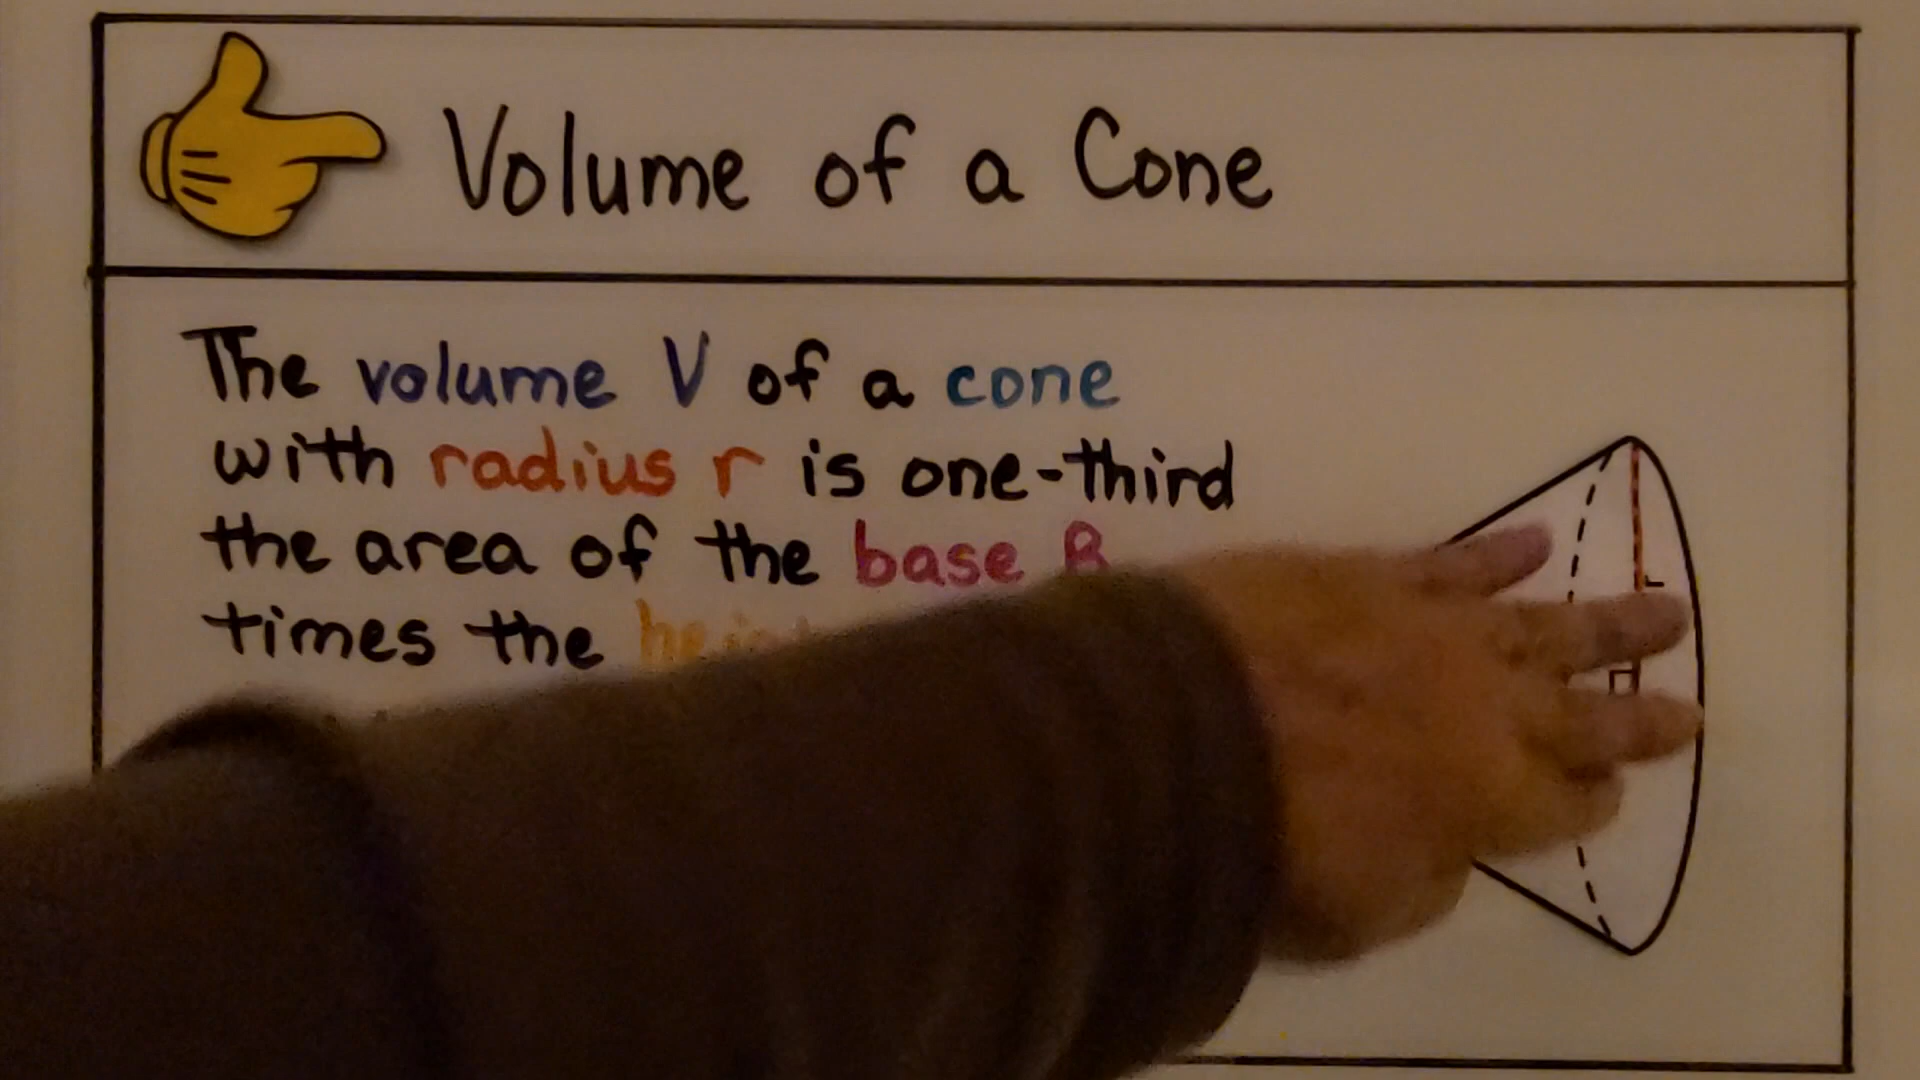 Volume of a Cone
The volume V of a cone
with radius r is one-third
the area of the base B
times the